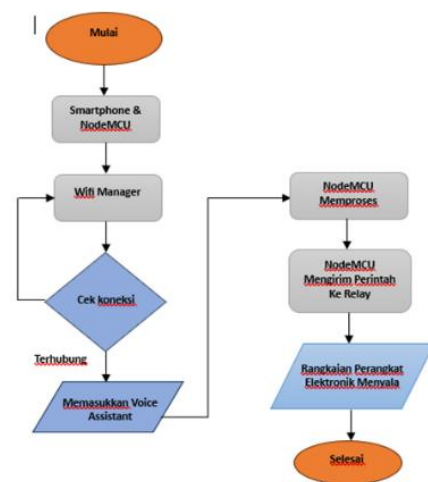 Mulai
Smartphone &
NodeMCU
Wifi Manager
Cek koneksi
Terhubung
Memasukkan Voice
Assistant
NodeMCU
Memproses
NodeMCU
Mengirim Perintah
Ke Relay
Rangkaian Perangkat
Elektronik Menyala
Selesai